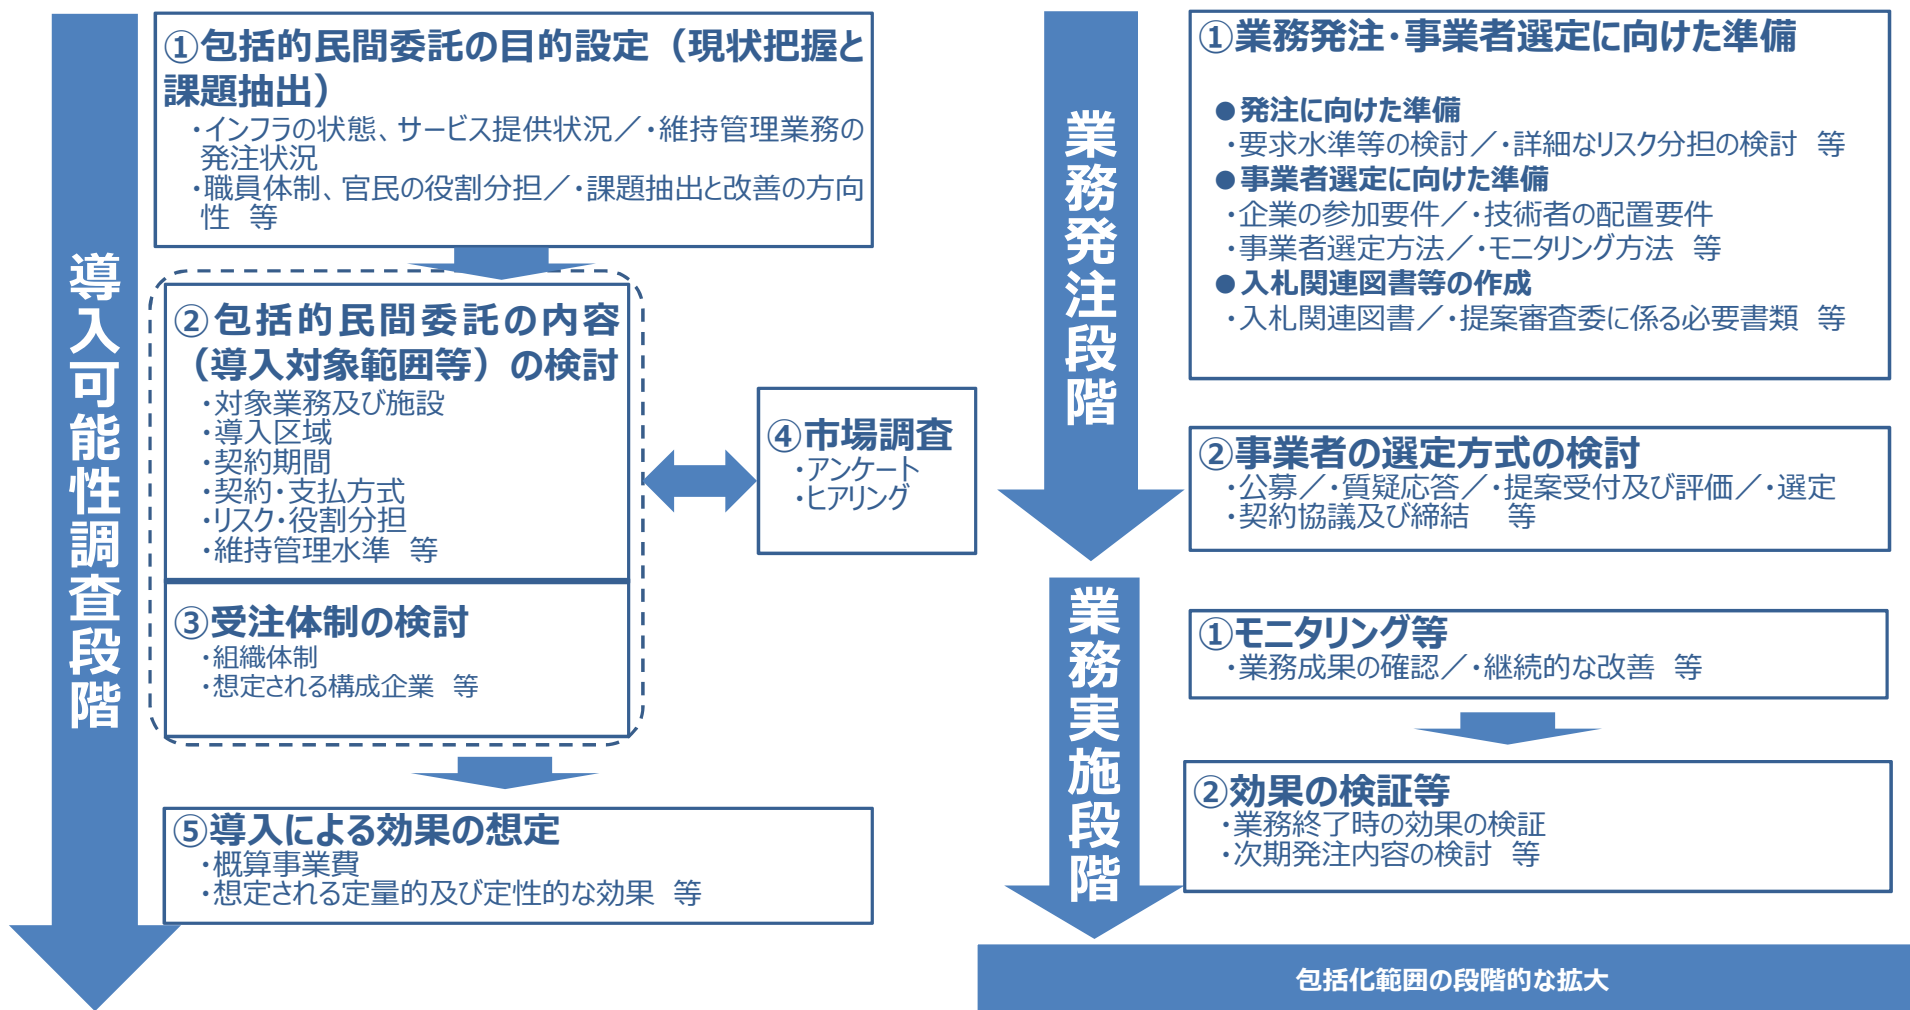 導入可能性調査段階
①包括的民間委託の目的設定（現状把握と
課題抽出）
・インフラの状態、サービス提供状況／・維持管理業務の
発注状況
・職員体制、官民の役割分担／・課題抽出と改善の方向
性　等
②包括的民間委託の内容
（導入対象範囲等）の検討
・対象業務及び施設
・導入区域
・契約期間
・契約・支払方式
・リスク・役割分担
・維持管理水準　等
③受注体制の検討
・組織体制
・想定される構成企業　等
④市場調査
・アンケート
・ヒアリング
⑤導入による効果の想定
・概算事業費
・想定される定量的及び定性的な効果　等
業務発注段階
①業務発注・事業者選定に向けた準備
●発注に向けた準備
・要求水準等の検討／・詳細なリスク分担の検討　等
●事業者選定に向けた準備
・企業の参加要件／・技術者の配置要件
・事業者選定方法／・モニタリング方法　等
●入札関連図書等の作成
・入札関連図書／・提案審査委に係る必要書類　等
②事業者の選定方式の検討
・公募／・質疑応答／・提案受付及び評価／・選定
・契約協議及び締結　等
業務実施段階
①モニタリング等
・業務成果の確認／・継続的な改善　等
②効果の検証等
・業務終了時の効果の検証
・次期発注内容の検討　等
包括化範囲の段階的な拡大